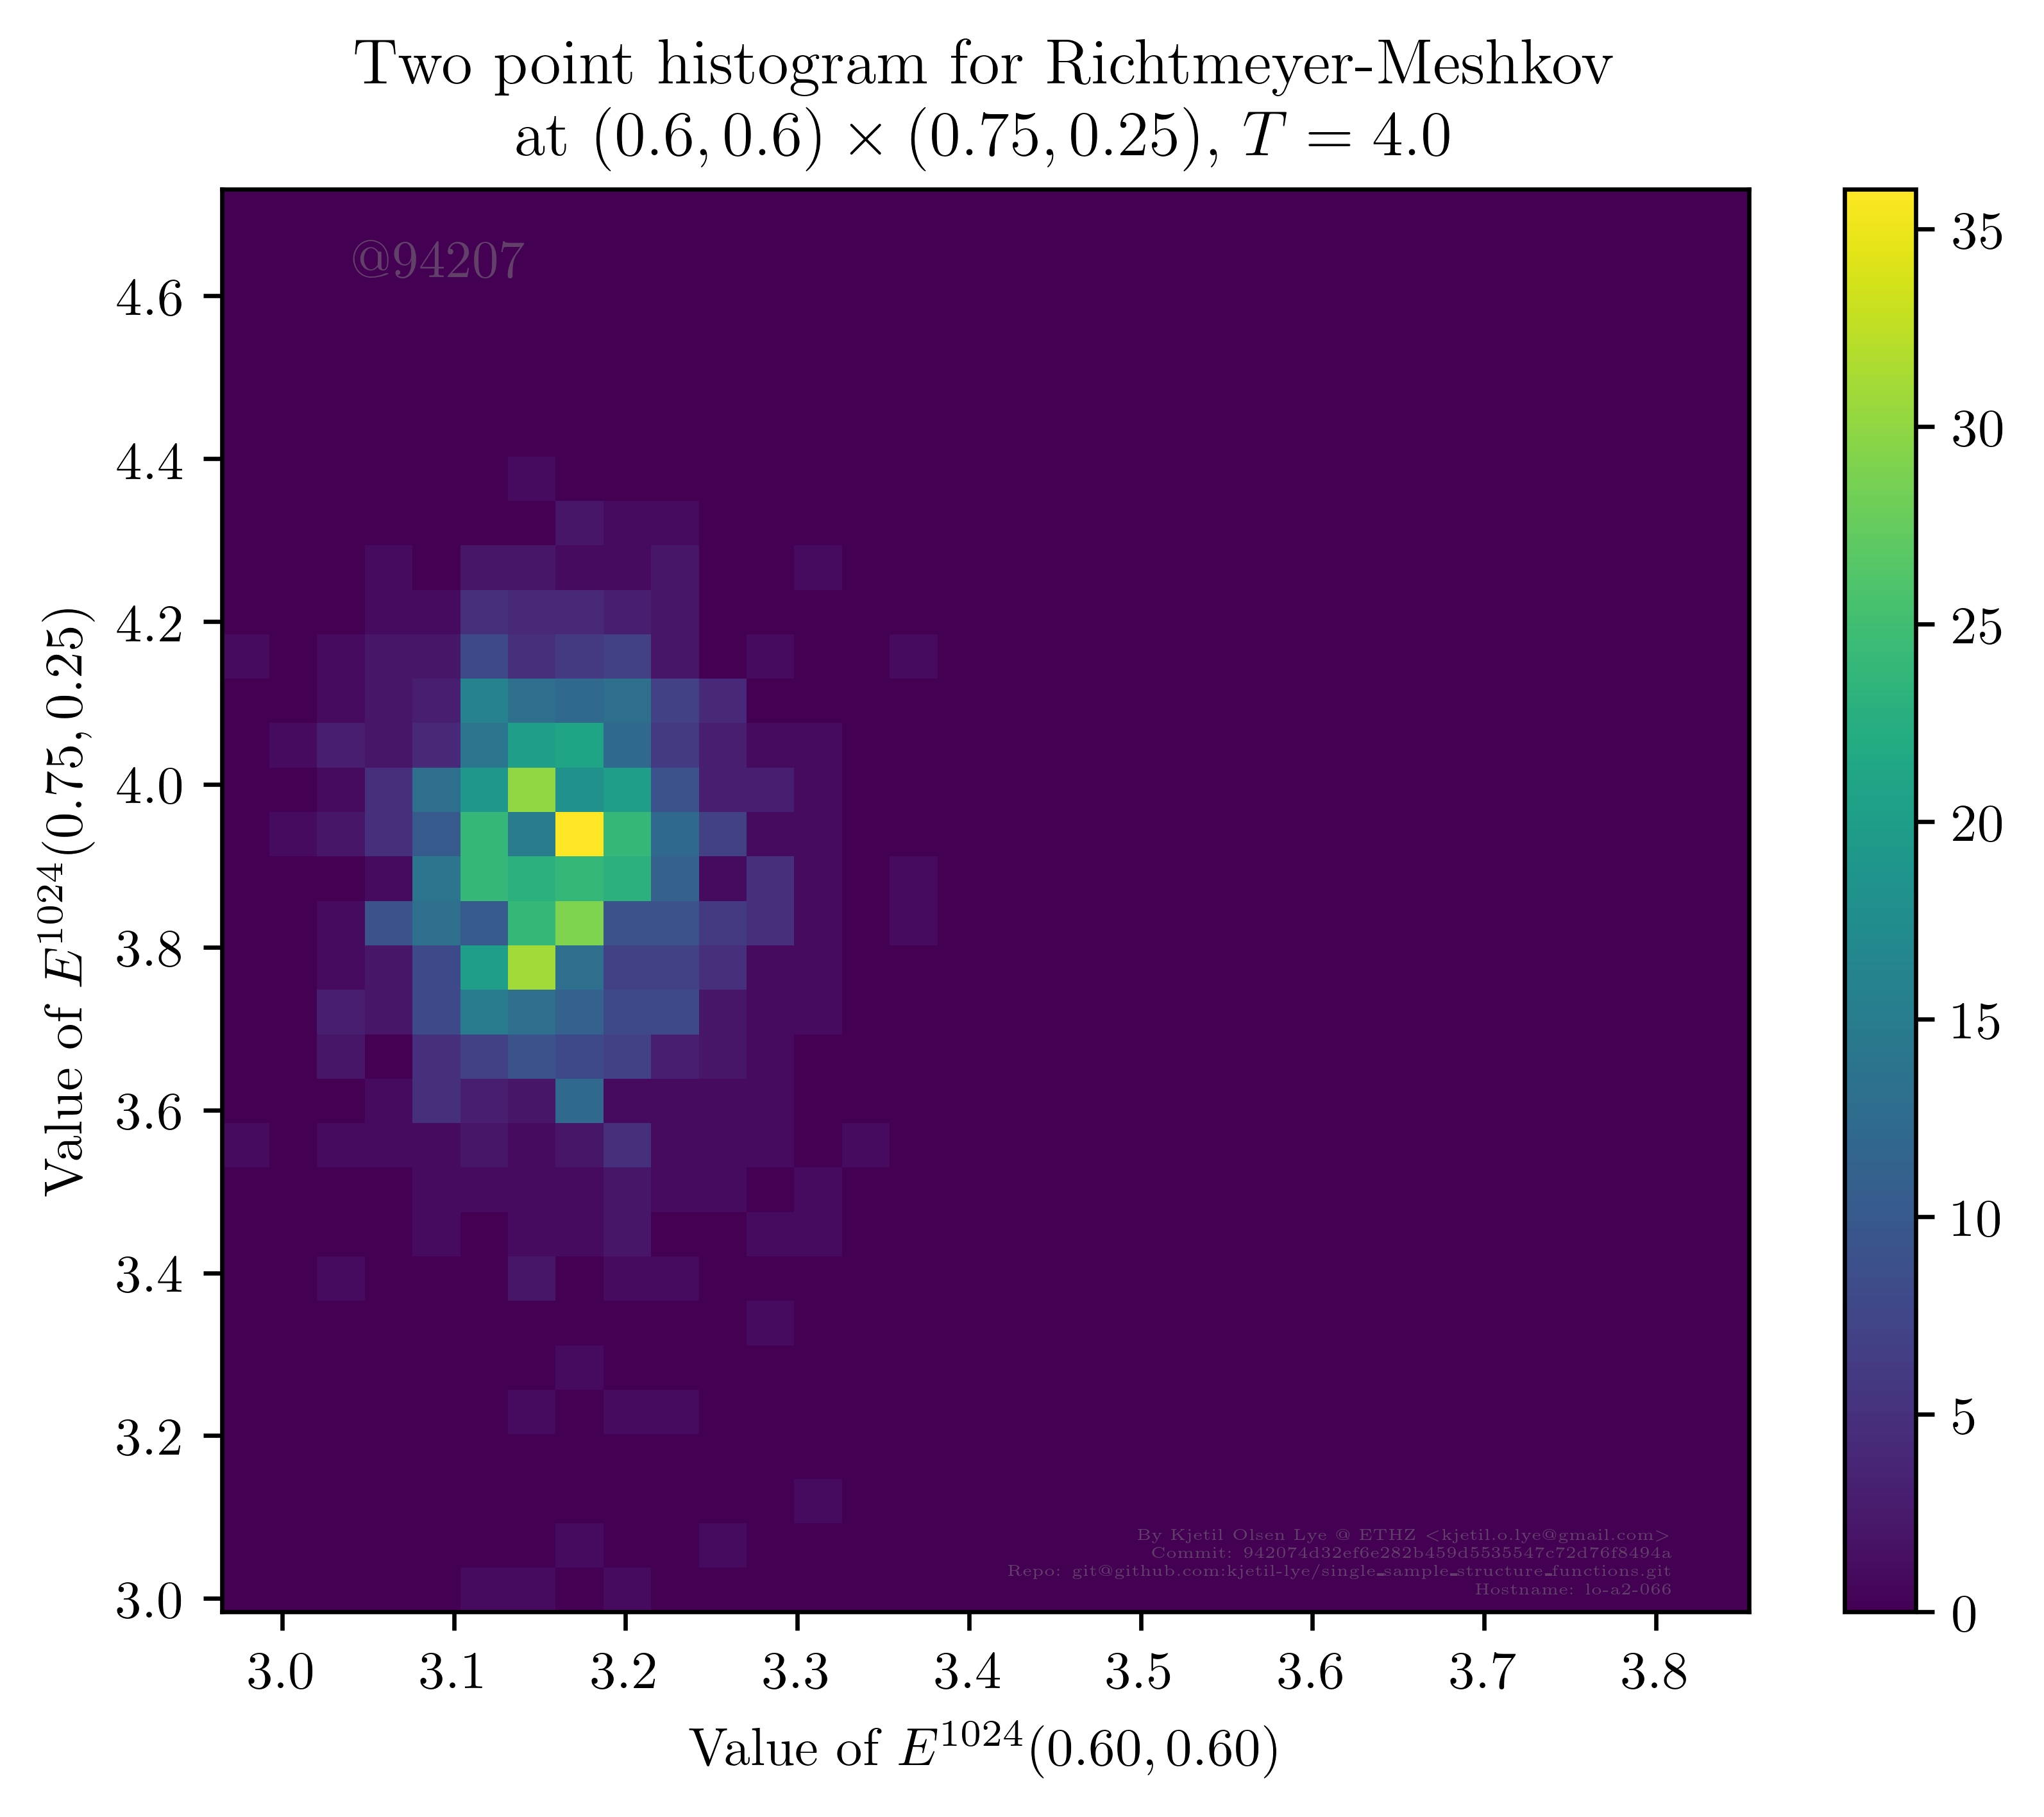 Two point histogram for Richtmeyer-Meshkov
at (0.6, 0.6) × (0.75, 0.25), T = 4.0
@94207
Value of E^1024(0.75, 0.25)
4.6
4.4
4.2
4.0
3.8
3.6
3.4
3.2
3.0
3.0 3.1 3.2 3.3 3.4 3.5 3.6 3.7 3.8
Value of E^1024(0.60, 0.60)
35
30
25
20
15
10
5
0
By Kjetil Olsen Lye @ ETHZ <kjetil.o.lye@gmail.com>
Commit: 942074d32ef6e282b459d5535547c72d76f8494a
Repo: git@github.com:kjetil-lye/single_sample_structure_functions.git
Hostname: lo-a2-066